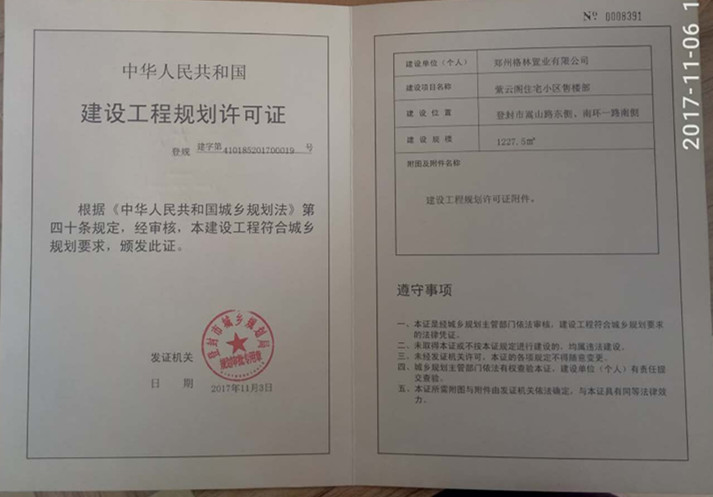 中华人民共和国
建设工程规划许可证
登规 建字第 410185201700019 号
根据《中华人民共和国城乡规划法》第
四十条规定，经审核，本建设工程符合城乡
规划要求，颁发此证。
登封市城乡规划局
发证机关
日 期
2017年11月3日
№ 0008391
建设单位（个人） 郑州格林置业有限公司
建设项目名称 紫云阁住宅小区售楼部
建设位置 登封市嵩山路东侧，南环一路南侧
建设规模 1227.5㎡
附图及附件名称
建设工程规划许可证附件。
遵守事项
一、本证是经城乡规划主管部门依法审核，建设工程符合城乡规划要求
的法律凭证。
二、未取得本证或不按本证规定进行建设的，均属违法建设。
三、未经发证机关许可，本证的各项规定不得随意变更。
四、城乡规划主管部门依法有权查验本证，建设单位（个人）有责任提
交查验。
五、本证所需附图与附件由发证机关依法确定，与本证具有同等法律效
力。
2017-11-06 1